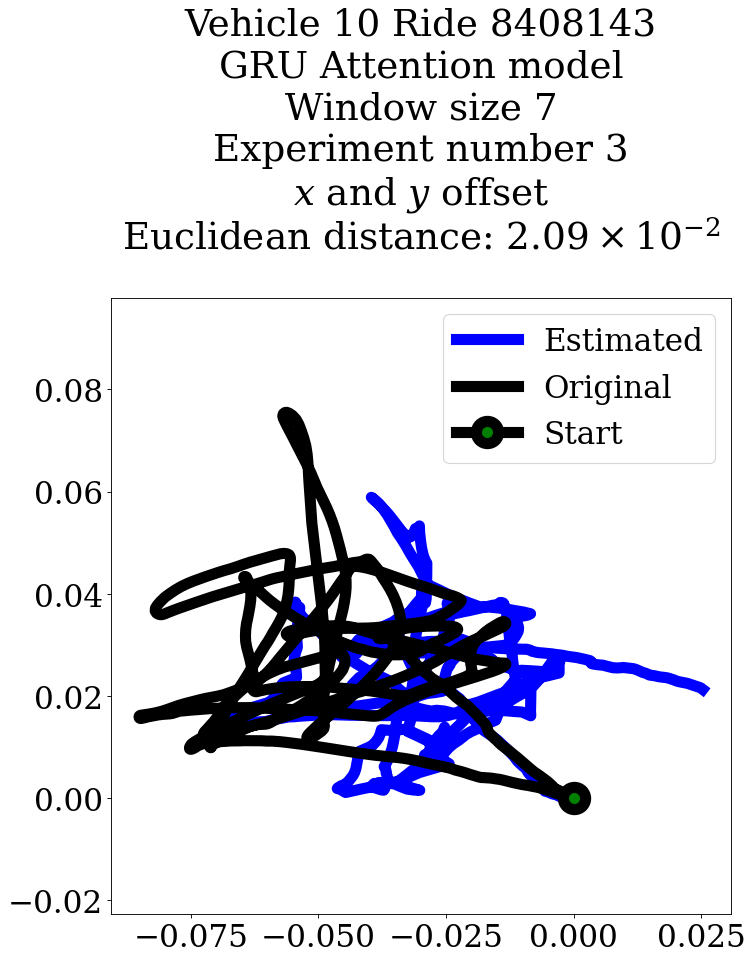 Vehicle 10 Ride 8408143
GRU Attention model
Window size 7
Experiment number 3
x and y offset
Euclidean distance: 2.09 × 10⁻²
Estimated
Original
Start
0.08
0.06
0.04
0.02
0.00
−0.02
−0.075 −0.050 −0.025 0.000 0.025